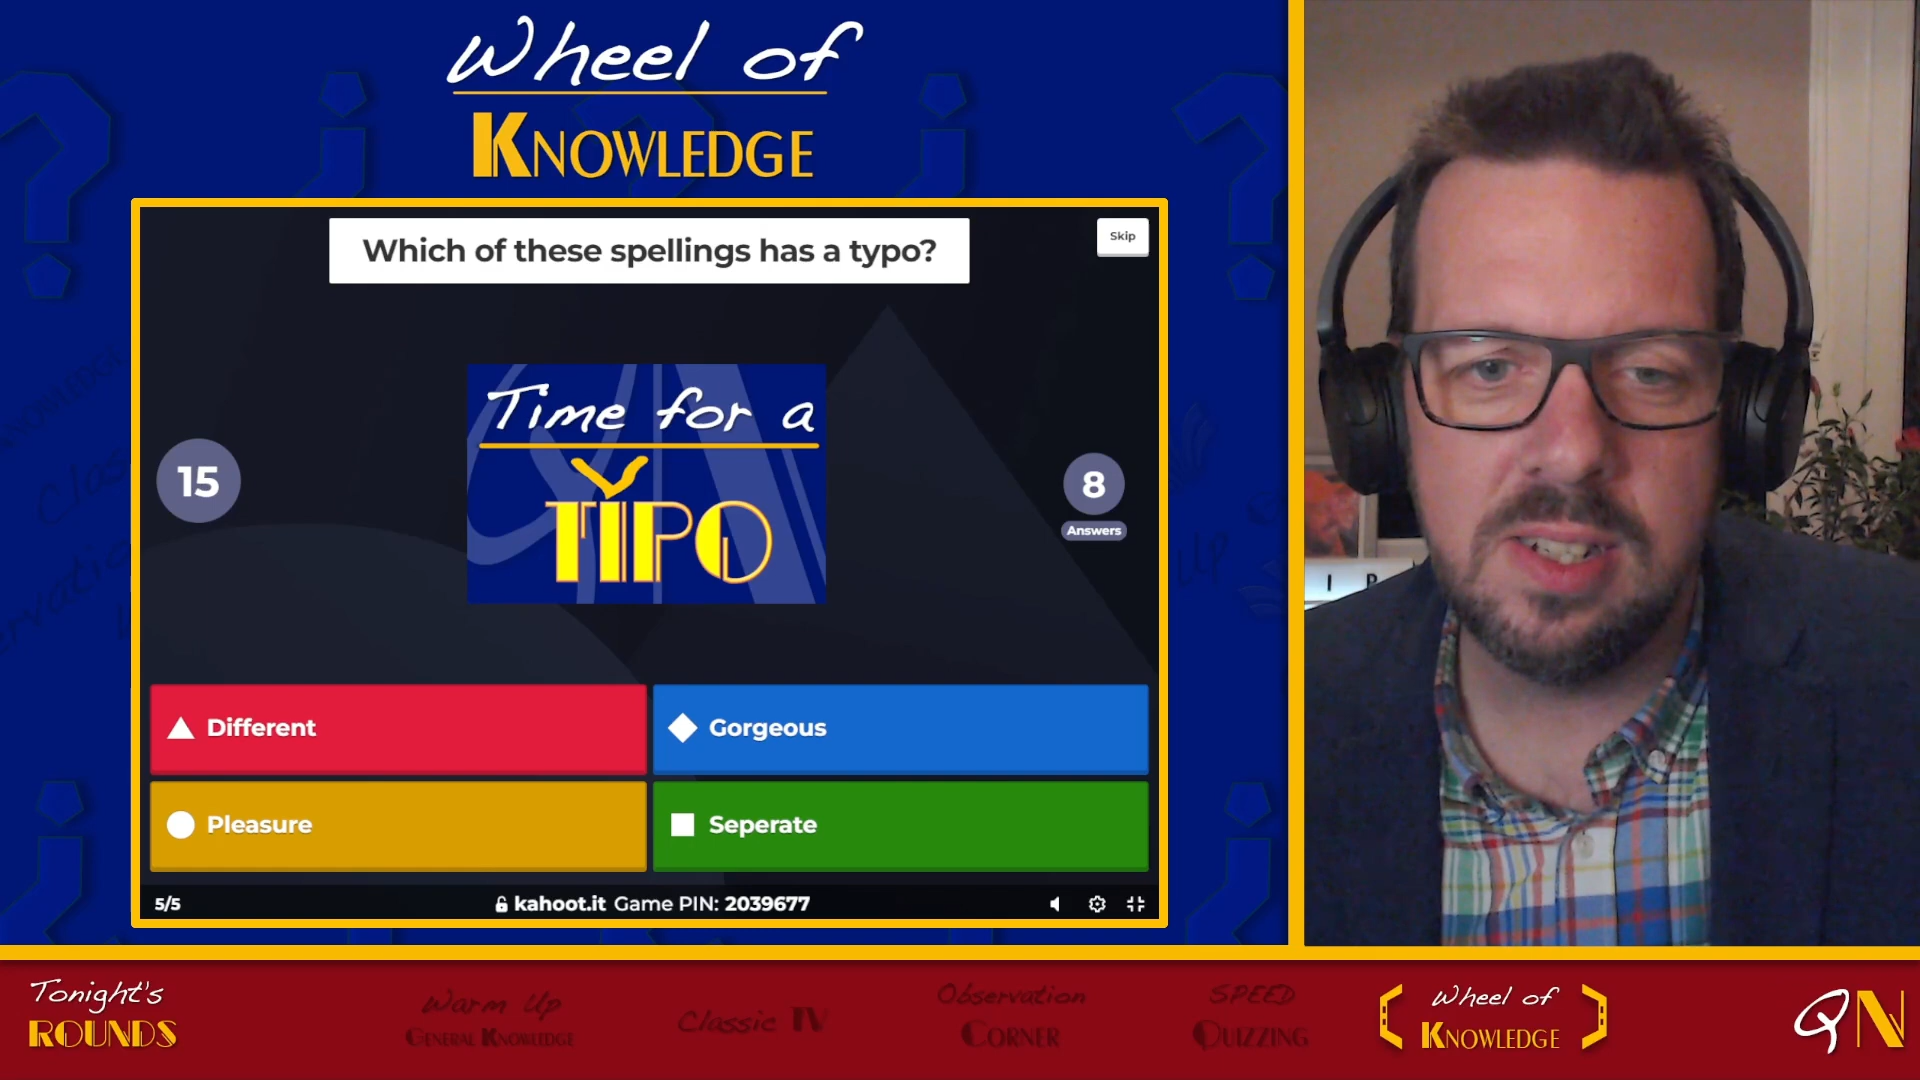 Wheel of
KNOWLEDGE
Which of these spellings has a typo?
Skip
Time for a
TIPO
15
8
Answers
Different
Gorgeous
Pleasure
Seperate
5/5
kahoot.it Game PIN: 2039677
Tonight's
ROUNDS
Warm Up
GENERAL KNOWLEDGE
Classic TV
Observation
CORNER
SPEED
QUIZZING
Wheel of
KNOWLEDGE
QN